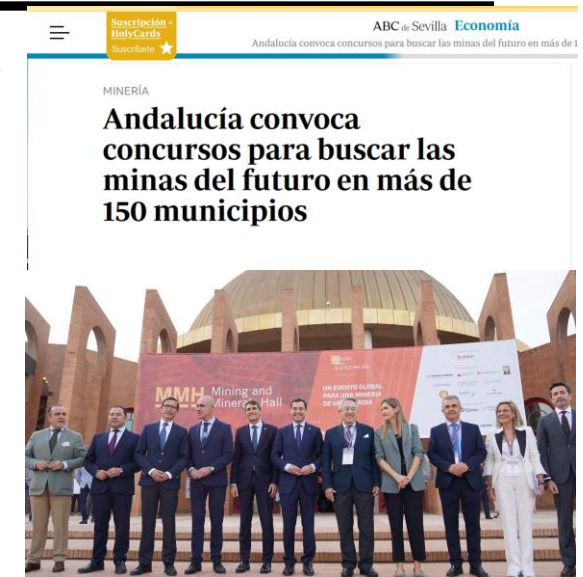 Suscripción +
HolyCards
Suscríbete
ABC de Sevilla Economía
Andalucía convoca concursos para buscar las minas del futuro en más de 1
MINERÍA
Andalucía convoca
concursos para buscar las
minas del futuro en más de
150 municipios
MMH Mining and
Minerals Hall
UN EVENTO GLOBAL
PARA UNA MINERÍA
DE VANGUARDIA